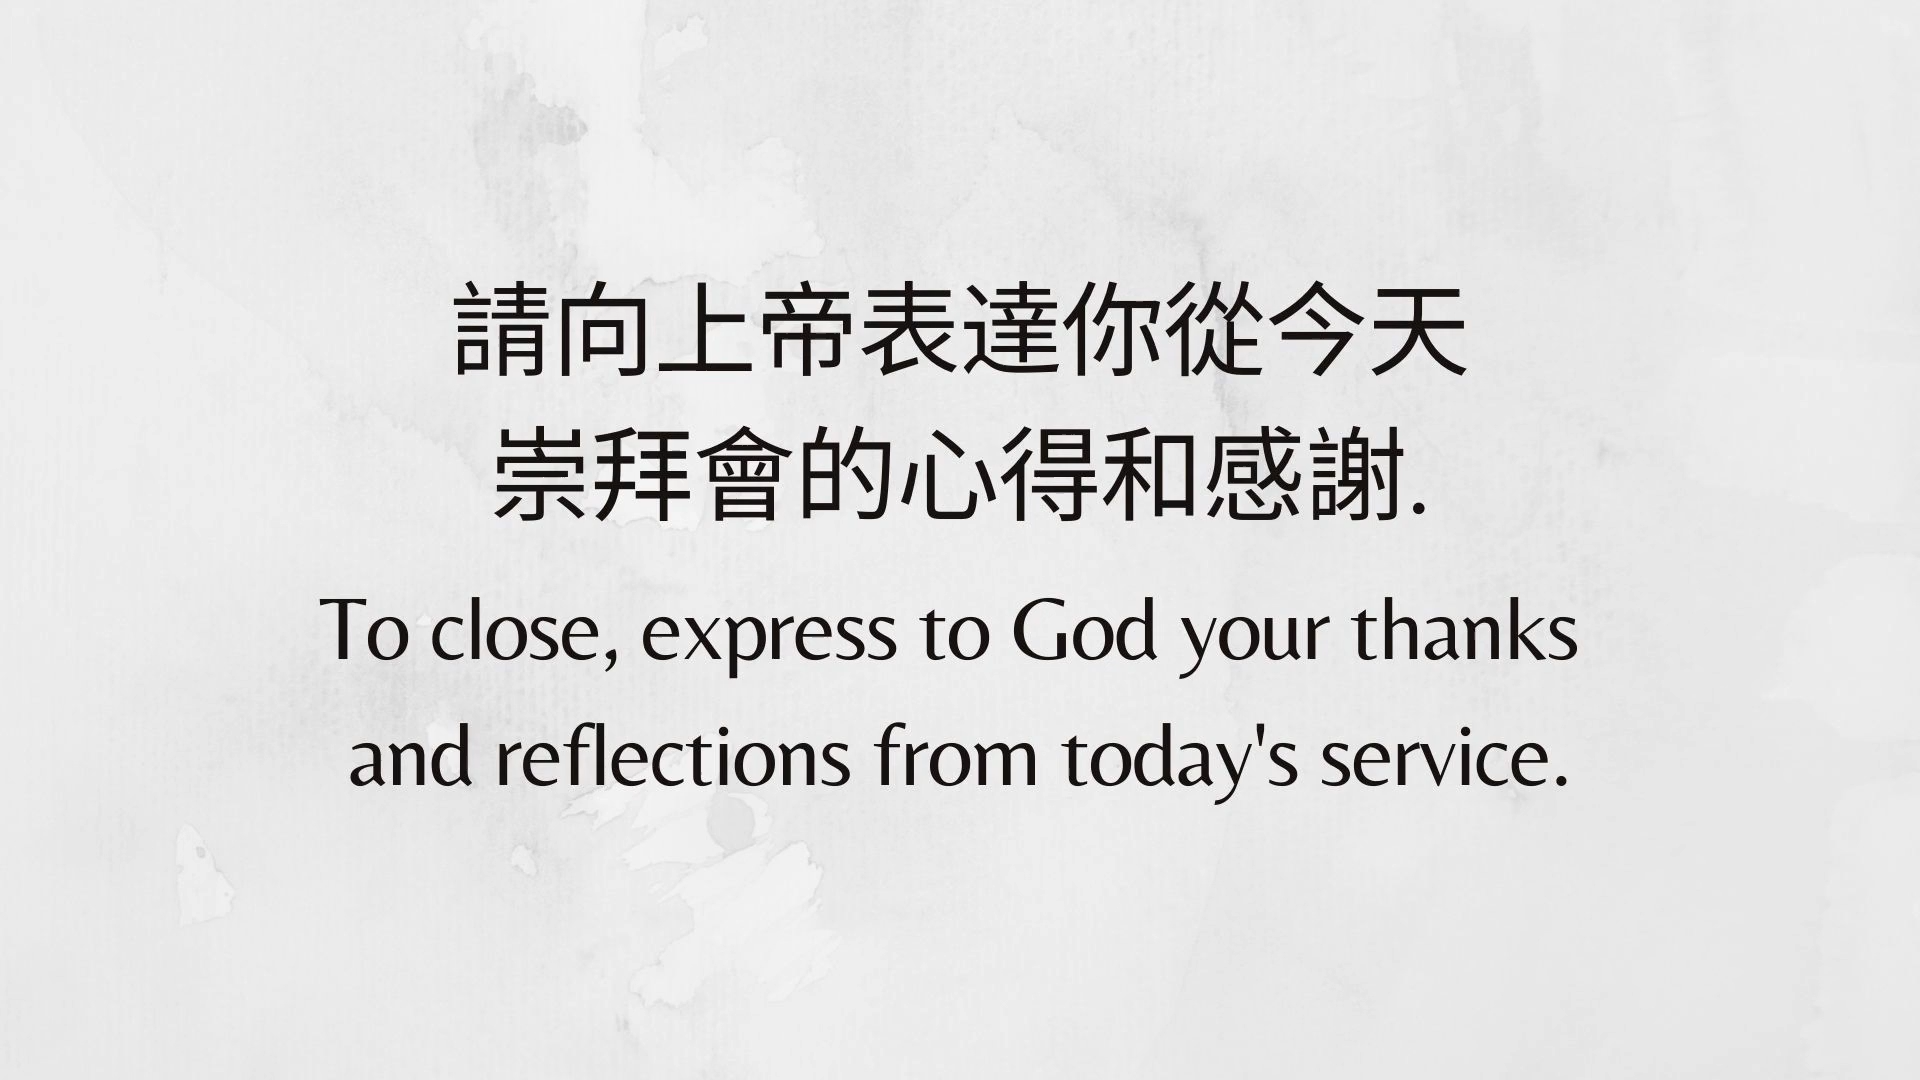 請向上帝表達你從今天
崇拜會的心得和感謝.
To close, express to God your thanks
and reflections from today's service.